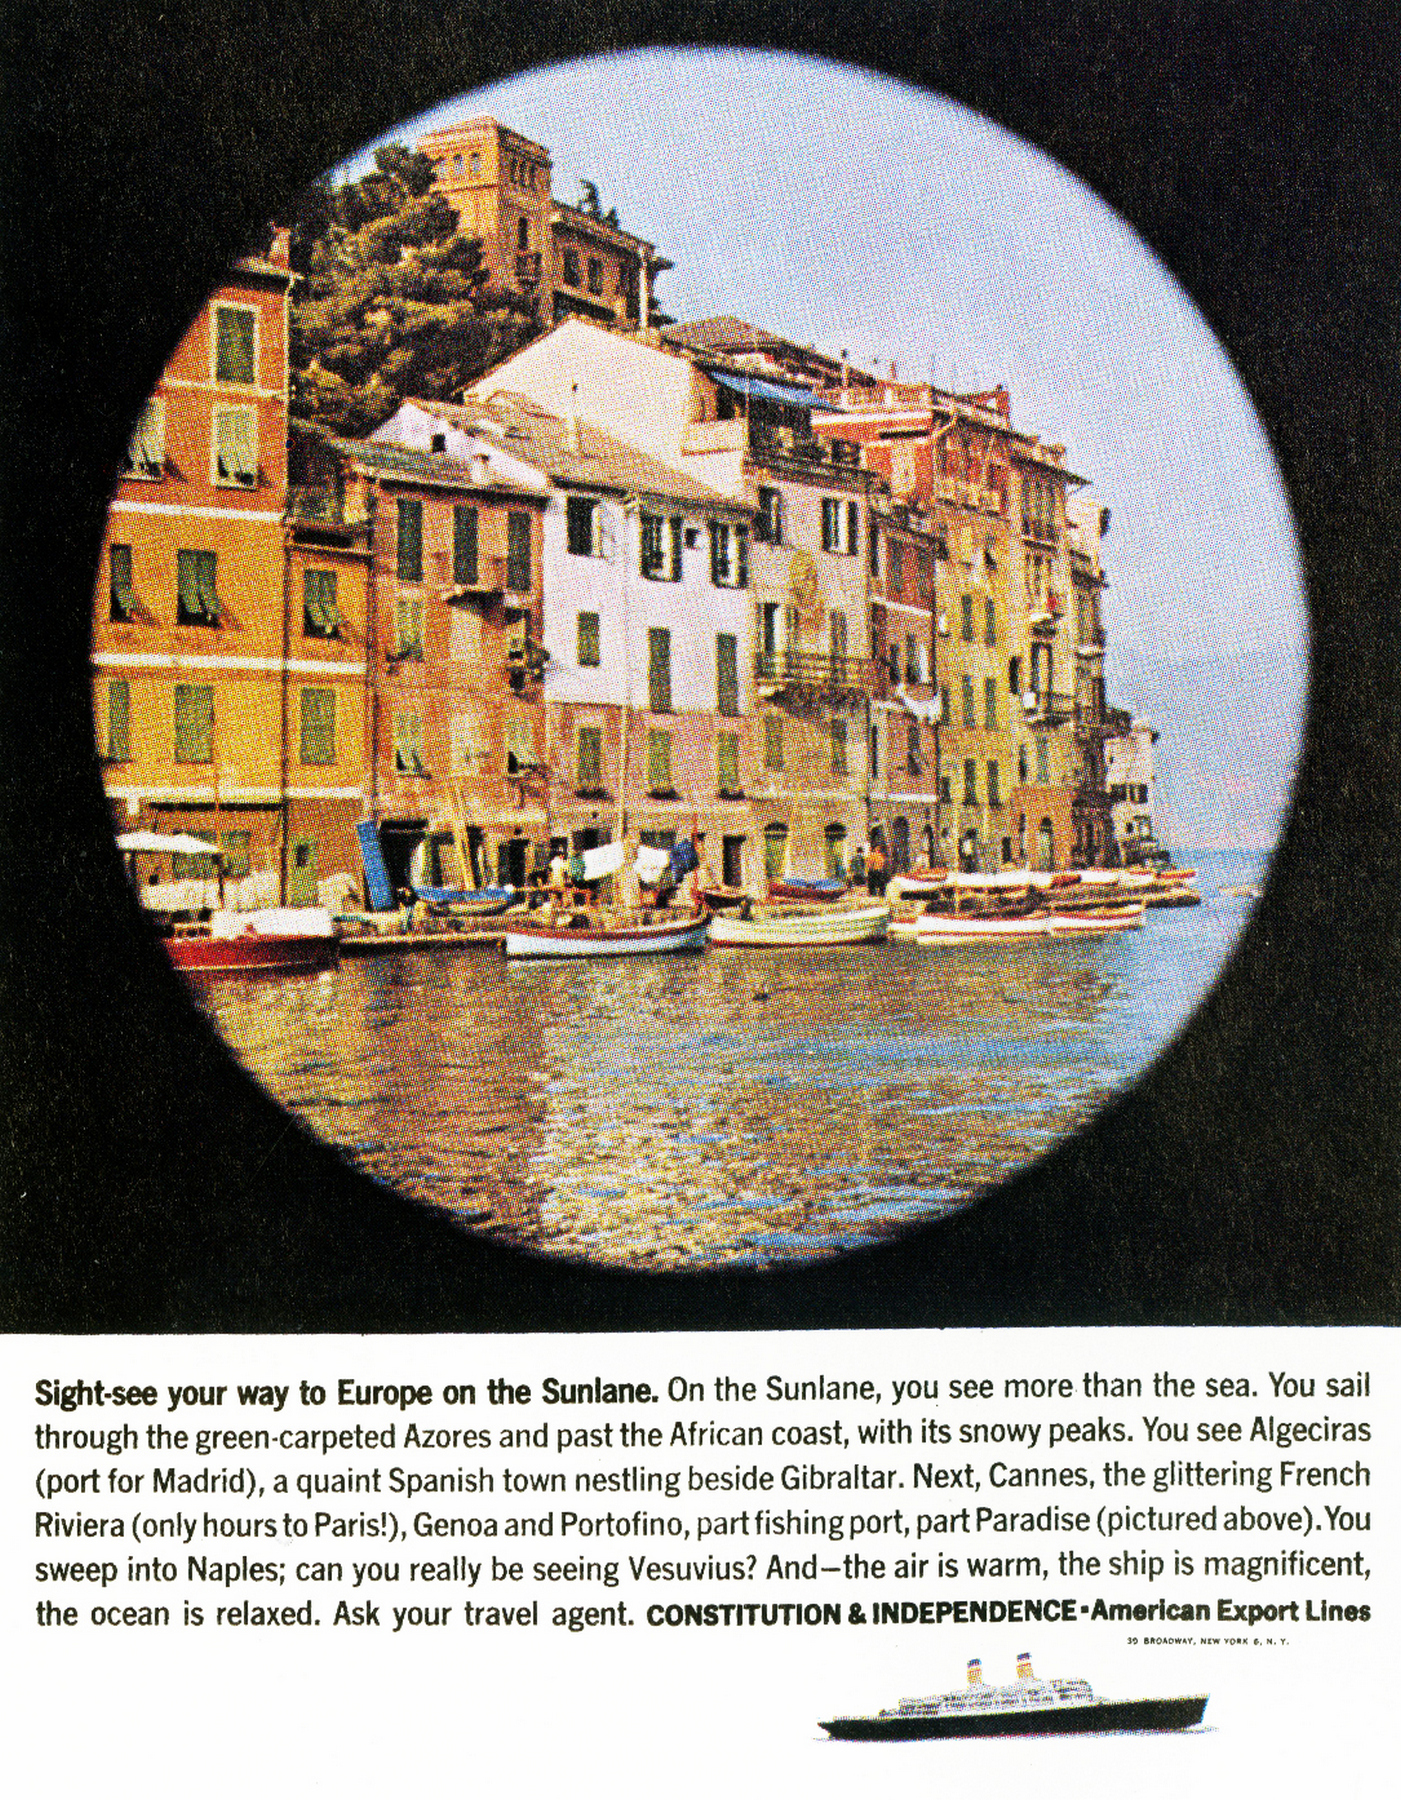 Sight-see your way to Europe on the Sunlane. On the Sunlane, you see more than the sea. You sail
through the green-carpeted Azores and past the African coast, with its snowy peaks. You see Algeciras
(port for Madrid), a quaint Spanish town nestling beside Gibraltar. Next, Cannes, the glittering French
Riviera (only hours to Paris!), Genoa and Portofino, part fishing port, part Paradise (pictured above). You
sweep into Naples; can you really be seeing Vesuvius? And—the air is warm, the ship is magnificent,
the ocean is relaxed. Ask your travel agent. CONSTITUTION & INDEPENDENCE·American Export Lines
39 BROADWAY, NEW YORK 6, N. Y.